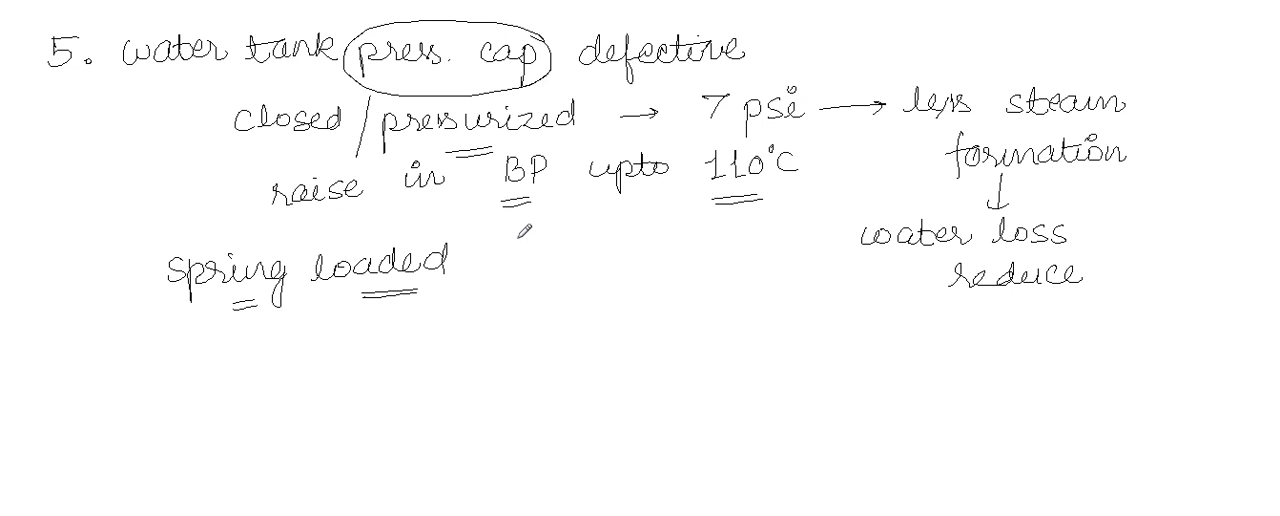 5. water tank press. cap defective
closed / pressurized → 7 psi → less steam
formation
raise in BP upto 110°C
↓
water loss
reduce
spring loaded